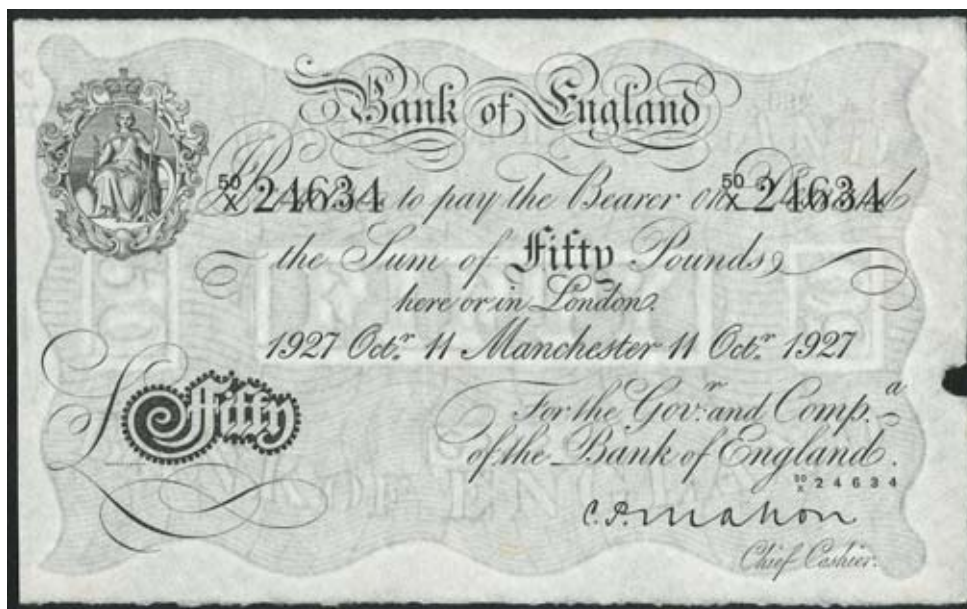 Bank of England
50/X 24634 to pay the Bearer on 50/X 24634
the Sum of Fifty Pounds
here or in London.
1927 Octr. 11 Manchester 11 Octr. 1927
£Fifty
For the Govr. and Compa.
of the Bank of England.
50/X 24634
C.P. Mahon
Chief Cashier.